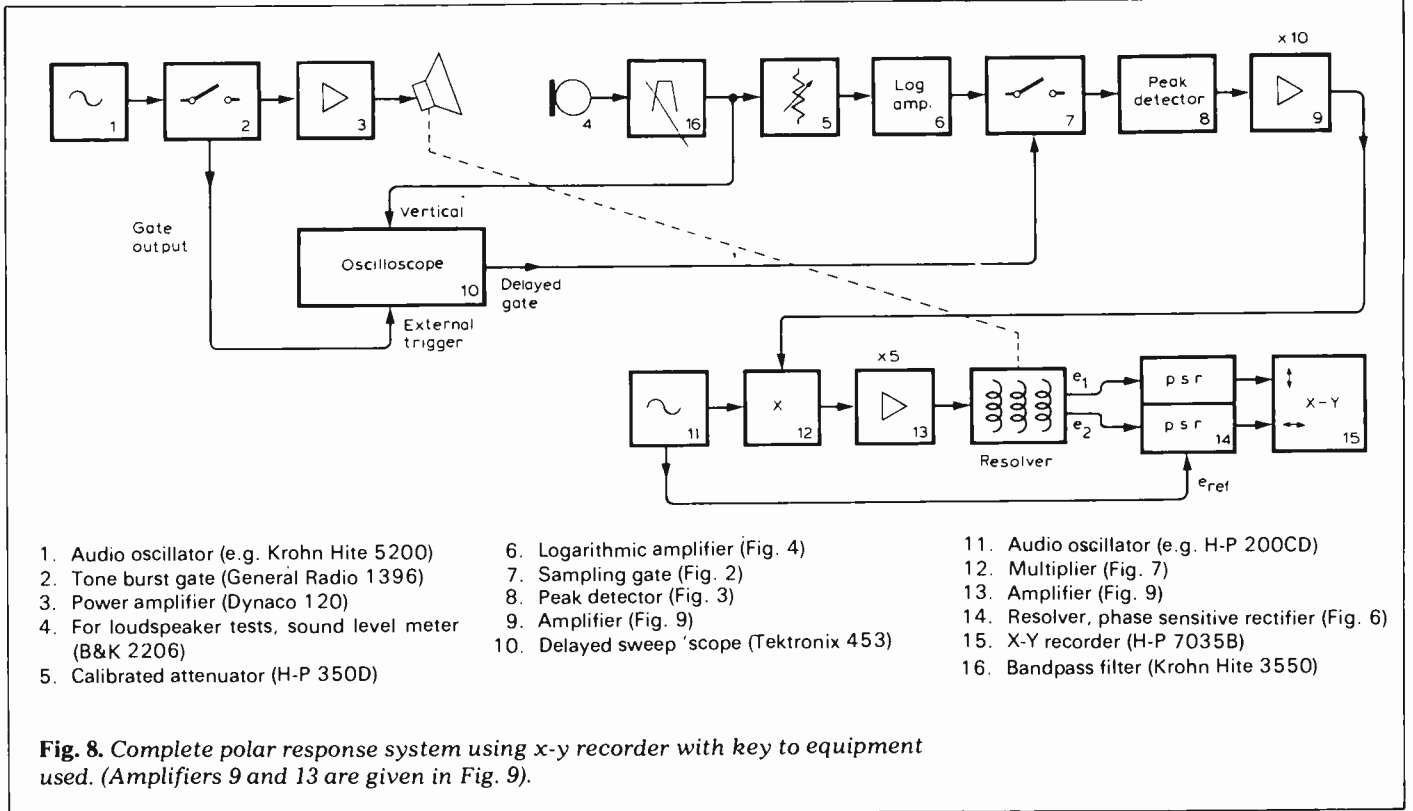 x 10
Log
amp.
Peak
detector
1
2
3
4
16
5
6
7
8
9
Gate
output
vertical
Oscilloscope
10
Delayed
gate
External
trigger
x 5
e1
psr
X
X-Y
e2
psr
11
12
13
Resolver
14
15
eref
1. Audio oscillator (e.g. Krohn Hite 5200)
2. Tone burst gate (General Radio 1396)
3. Power amplifier (Dynaco 120)
4. For loudspeaker tests, sound level meter
(B&K 2206)
5. Calibrated attenuator (H-P 350D)
6. Logarithmic amplifier (Fig. 4)
7. Sampling gate (Fig. 2)
8. Peak detector (Fig. 3)
9. Amplifier (Fig. 9)
10. Delayed sweep 'scope (Tektronix 453)
11. Audio oscillator (e.g. H-P 200CD)
12. Multiplier (Fig. 7)
13. Amplifier (Fig. 9)
14. Resolver, phase sensitive rectifier (Fig. 6)
15. X-Y recorder (H-P 7035B)
16. Bandpass filter (Krohn Hite 3550)
Fig. 8. Complete polar response system using x-y recorder with key to equipment
used. (Amplifiers 9 and 13 are given in Fig. 9).